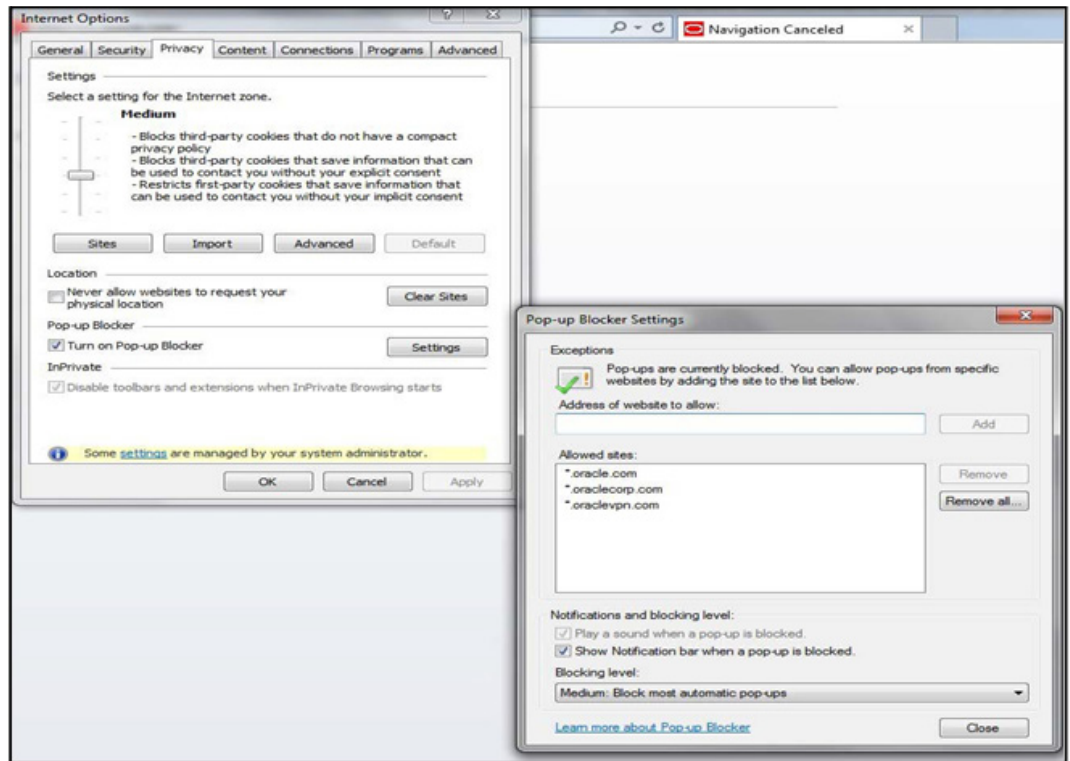 Internet Options
Navigation Canceled
General Security Privacy Content Connections Programs Advanced
Settings
Select a setting for the Internet zone.
Medium
- Blocks third-party cookies that do not have a compact
privacy policy
- Blocks third-party cookies that save information that can
be used to contact you without your explicit consent
- Restricts first-party cookies that save information that
can be used to contact you without your implicit consent
Sites Import Advanced Default
Location
Never allow websites to request your
physical location
Clear Sites
Pop-up Blocker
Turn on Pop-up Blocker
Settings
InPrivate
Disable toolbars and extensions when InPrivate Browsing starts
Some settings are managed by your system administrator.
OK Cancel Apply
Pop-up Blocker Settings
Exceptions
Pop-ups are currently blocked. You can allow pop-ups from specific
websites by adding the site to the list below.
Address of website to allow:
Add
Allowed sites:
*.oracle.com
*.oraclecorp.com
*.oraclevpn.com
Remove
Remove all...
Notifications and blocking level:
Play a sound when a pop-up is blocked.
Show Notification bar when a pop-up is blocked.
Blocking level:
Medium: Block most automatic pop-ups
Learn more about Pop-up Blocker
Close